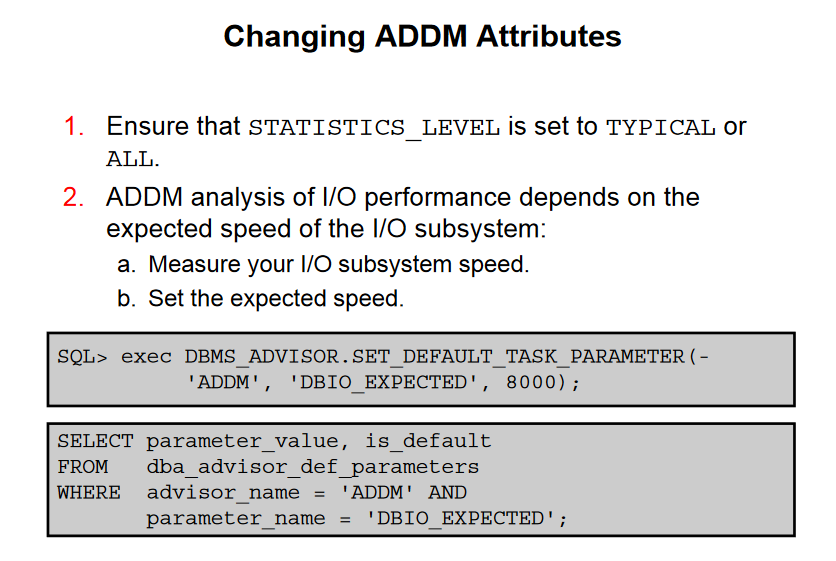 Changing ADDM Attributes
1. Ensure that STATISTICS_LEVEL is set to TYPICAL or
ALL.
2. ADDM analysis of I/O performance depends on the
expected speed of the I/O subsystem:
a. Measure your I/O subsystem speed.
b. Set the expected speed.
SQL> exec DBMS_ADVISOR.SET_DEFAULT_TASK_PARAMETER(-
'ADDM', 'DBIO_EXPECTED', 8000);
SELECT parameter_value, is_default
FROM dba_advisor_def_parameters
WHERE advisor_name = 'ADDM' AND
parameter_name = 'DBIO_EXPECTED';